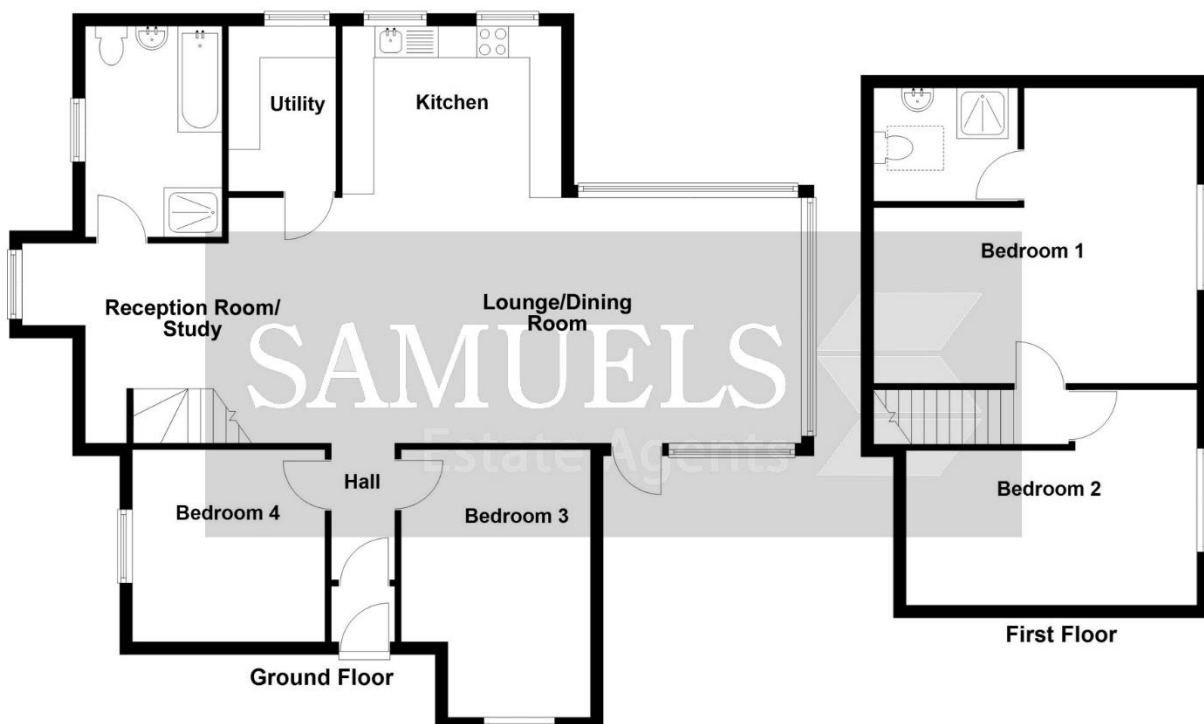 Utility
Kitchen
Reception Room/
Study
Lounge/Dining
Room
SAMUELS
Estate Agents
Hall
Bedroom 4
Bedroom 3
Ground Floor
Bedroom 1
Bedroom 2
First Floor